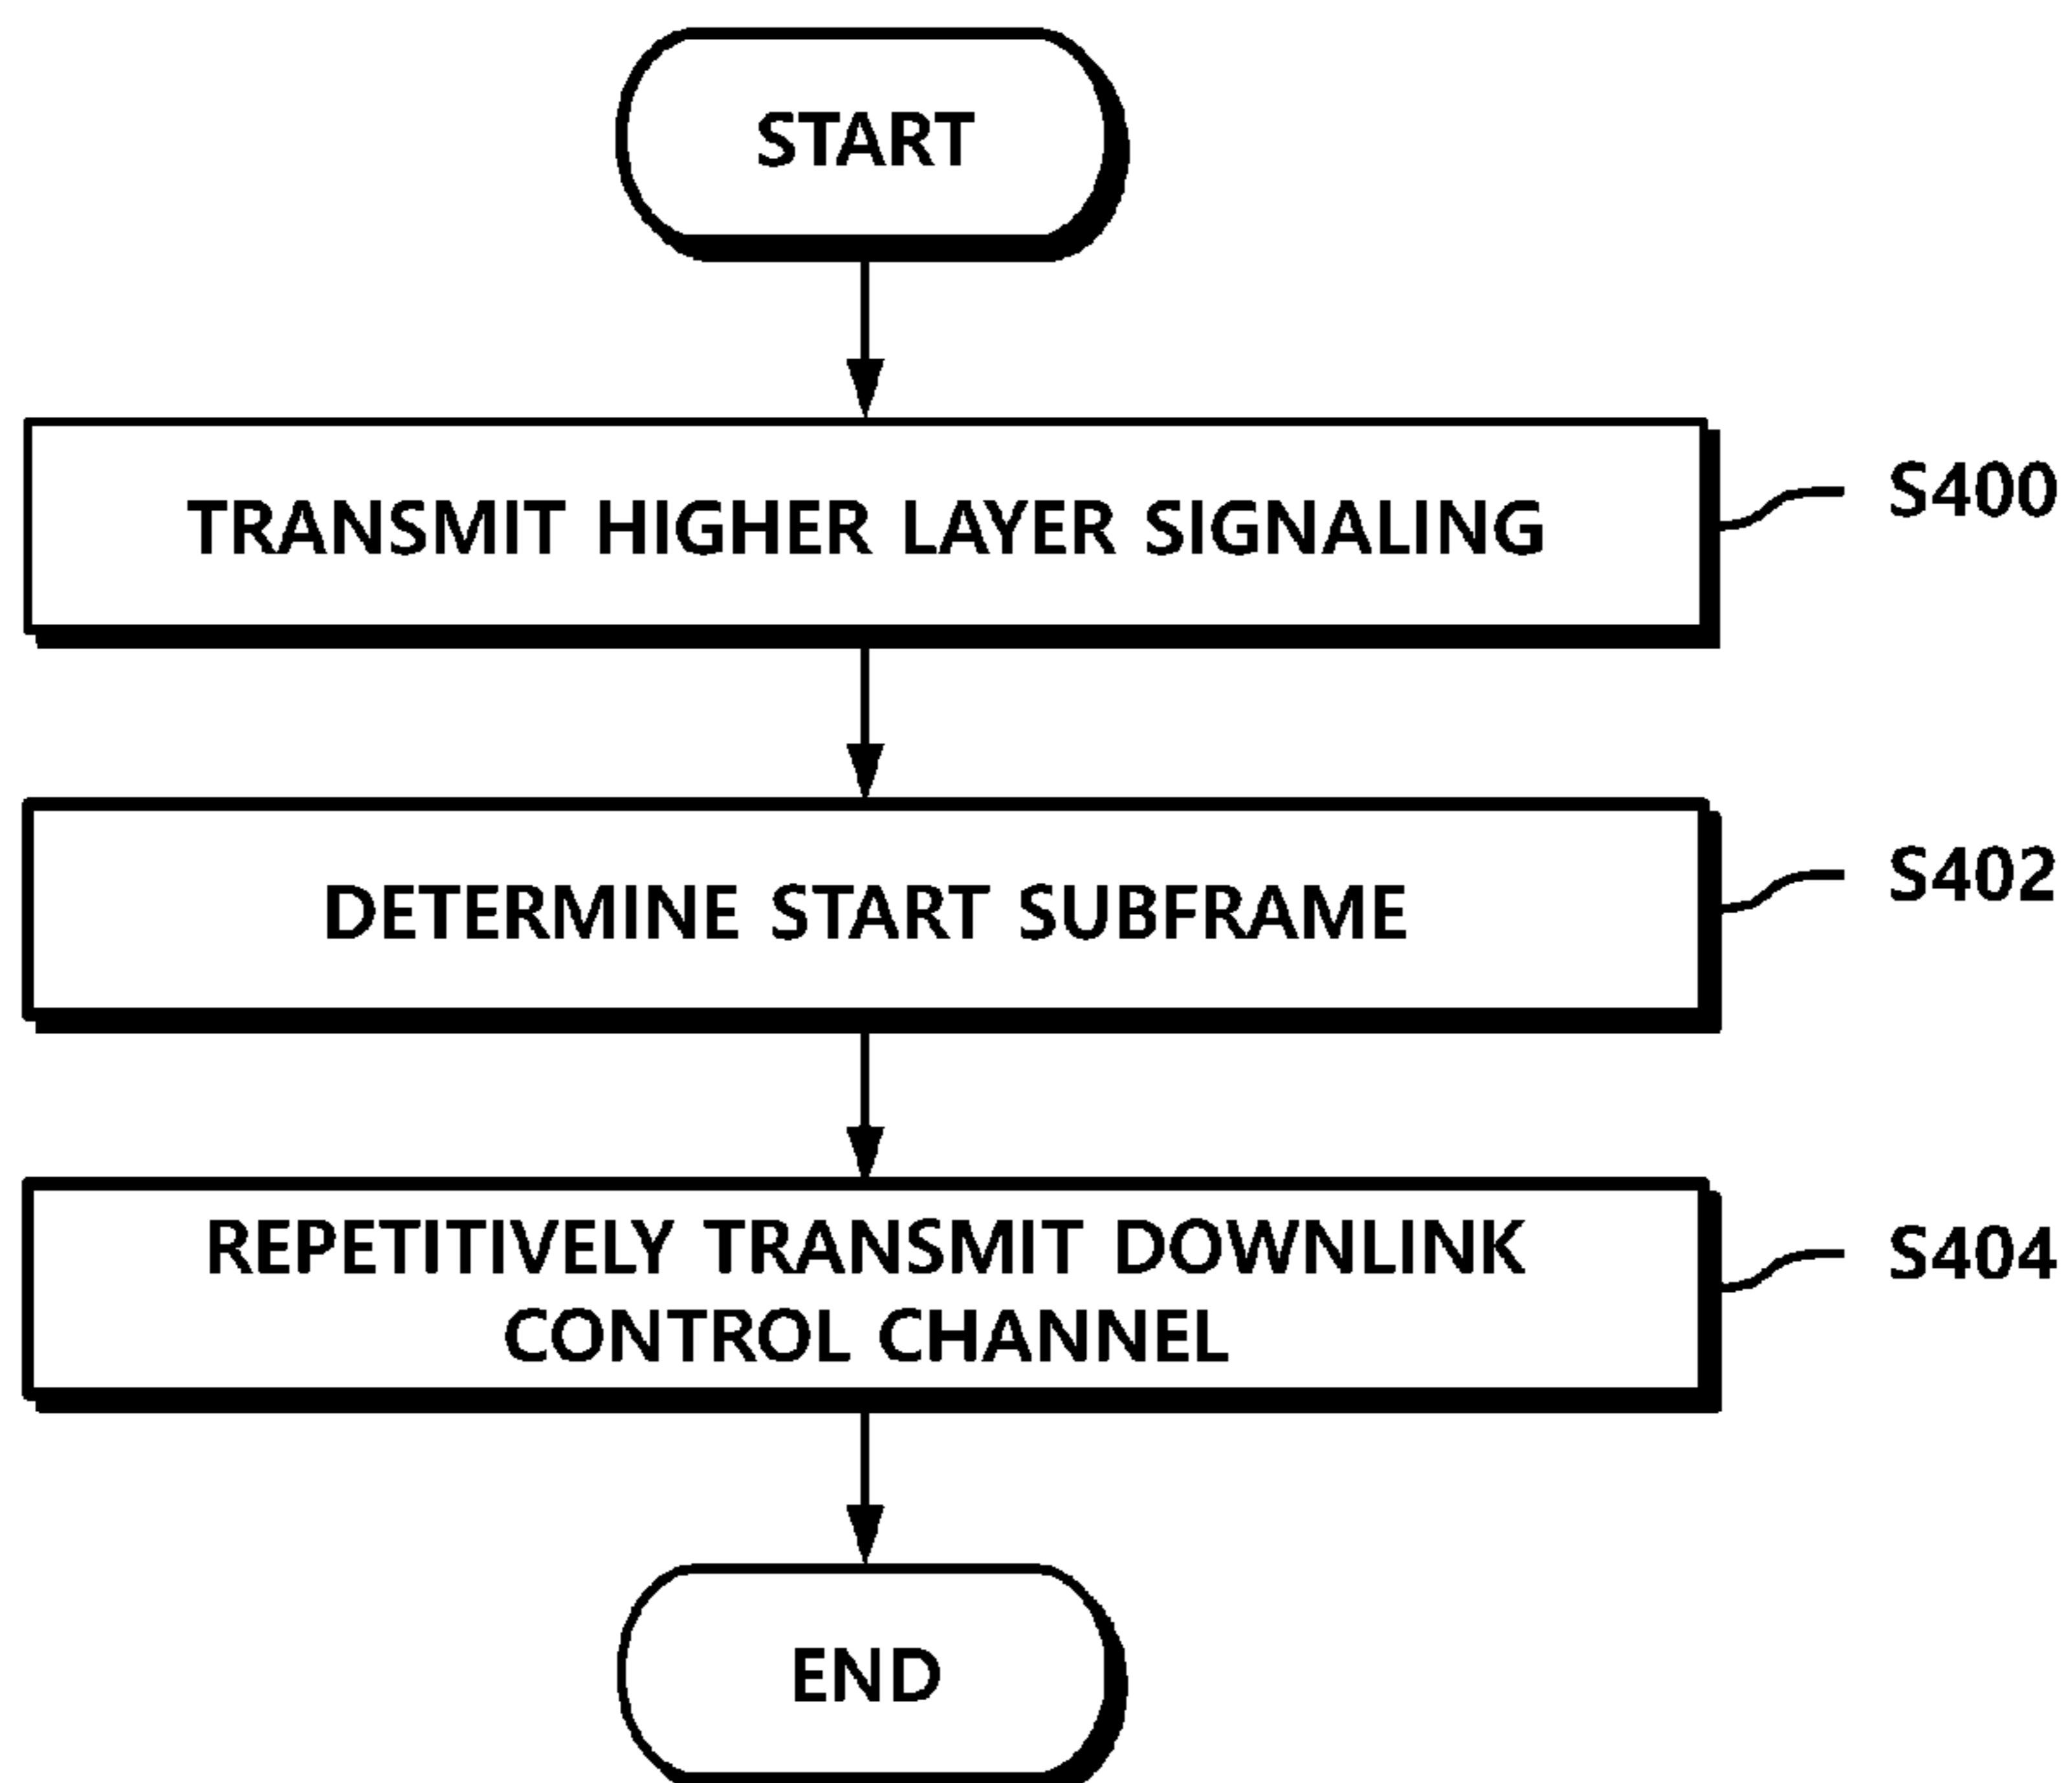 START
TRANSMIT HIGHER LAYER SIGNALING
S400
DETERMINE START SUBFRAME
S402
REPETITIVELY TRANSMIT DOWNLINK
CONTROL CHANNEL
S404
END